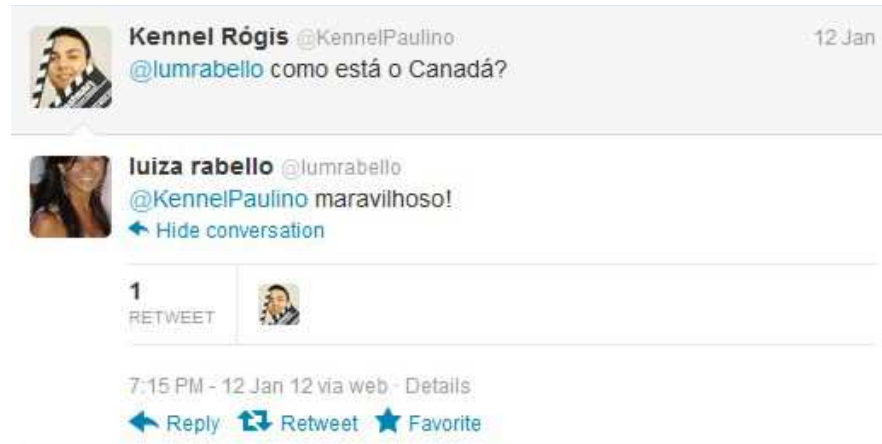 Kennel Rógis @KennelPaulino 12 Jan
@lumrabello como está o Canadá?
luiza rabello @lumrabello
@KennelPaulino maravilhoso!
Hide conversation
1
RETWEET
7:15 PM - 12 Jan 12 via web · Details
Reply Retweet Favorite